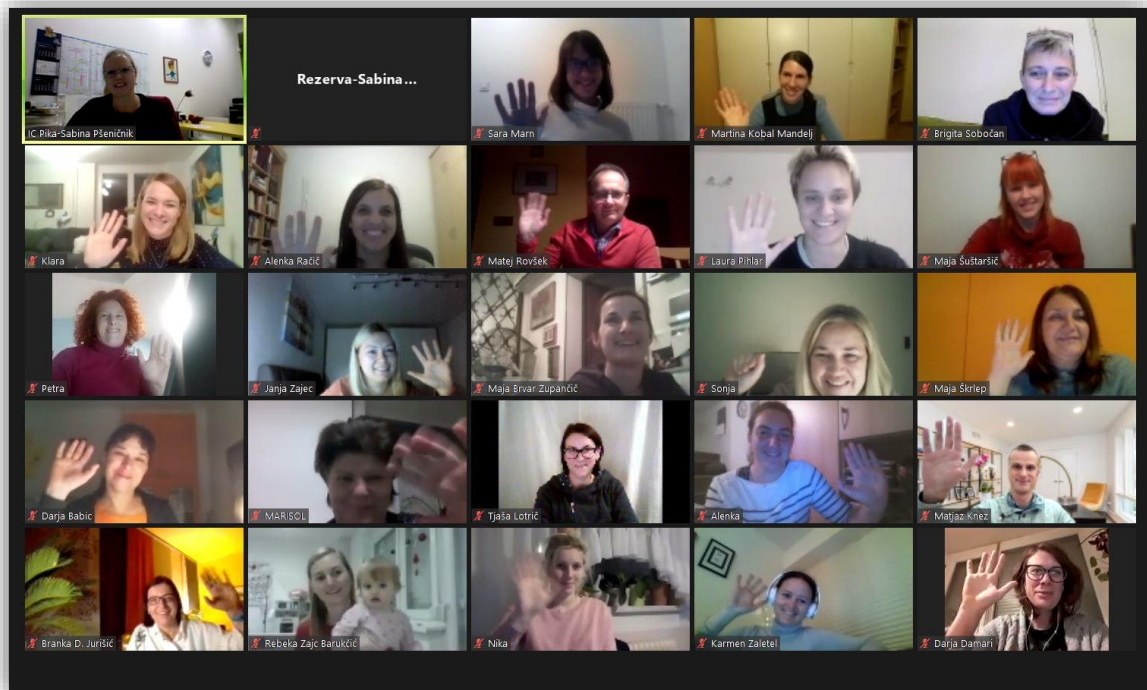 IC Pika-Sabina Pšeničnik
Rezerva-Sabina...
Sara Marn
Martina Kobal Mandelj
Brigita Sobočan
Klara
Alenka Račič
Matej Rovšek
Laura Pihlar
Maja Šuštaršič
Petra
Janja Zajec
Maja Brvar Zupančič
Sonja
Maja Škrlep
Darja Babic
MARISOL
Tjaša Lotrič
Alenka
Matjaz Knez
Branka D. Jurišić
Rebeka Zajc Barukčić
Nika
Karmen Zaletel
Darja Damari